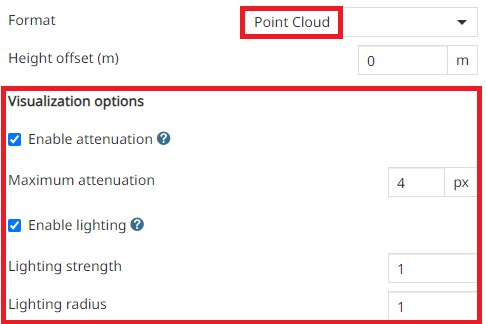 Format Point Cloud
Height offset (m) 0 m
Visualization options
Enable attenuation ?
Maximum attenuation 4 px
Enable lighting ?
Lighting strength 1
Lighting radius 1